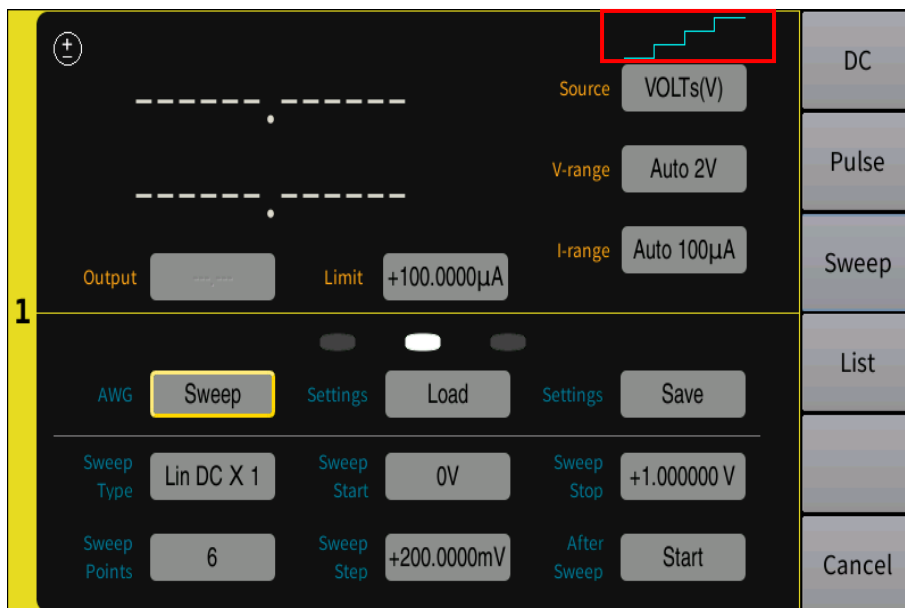 DC
Source VOLTs(V)
------.------
Pulse
V-range Auto 2V
------.------
I-range Auto 100µA
Sweep
Output ---.--- Limit +100.0000µA
1
List
AWG Sweep Settings Load Settings Save
Sweep Type Lin DC X 1 Sweep Start 0V Sweep Stop +1.000000 V
Sweep Points 6 Sweep Step +200.0000mV After Sweep Start
Cancel